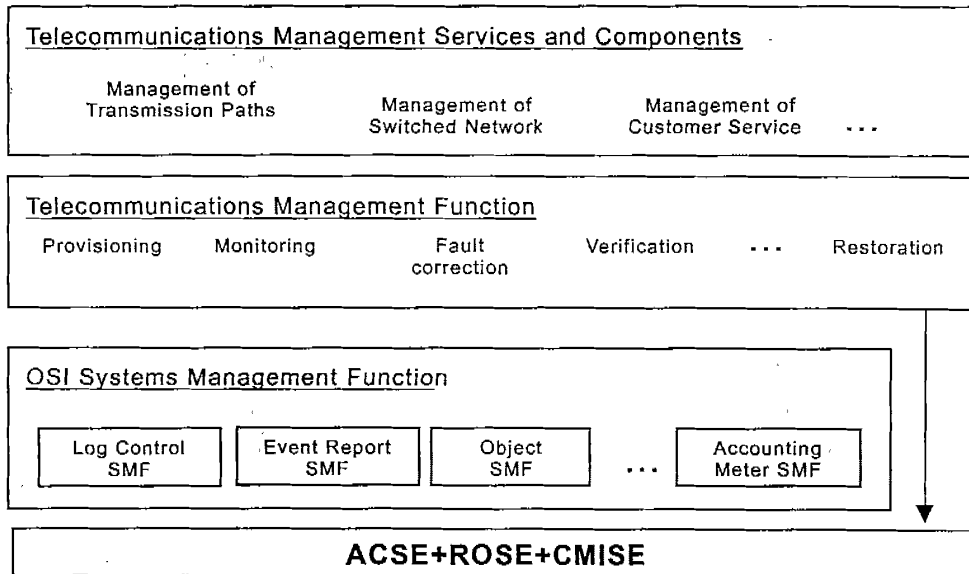 Telecommunications Management Services and Components
Management of
Transmission Paths
Management of
Switched Network
Management of
Customer Service
...
Telecommunications Management Function
Provisioning
Monitoring
Fault
correction
Verification
...
Restoration
OSI Systems Management Function
Log Control
SMF
Event Report
SMF
Object
SMF
...
Accounting
Meter SMF
ACSE+ROSE+CMISE